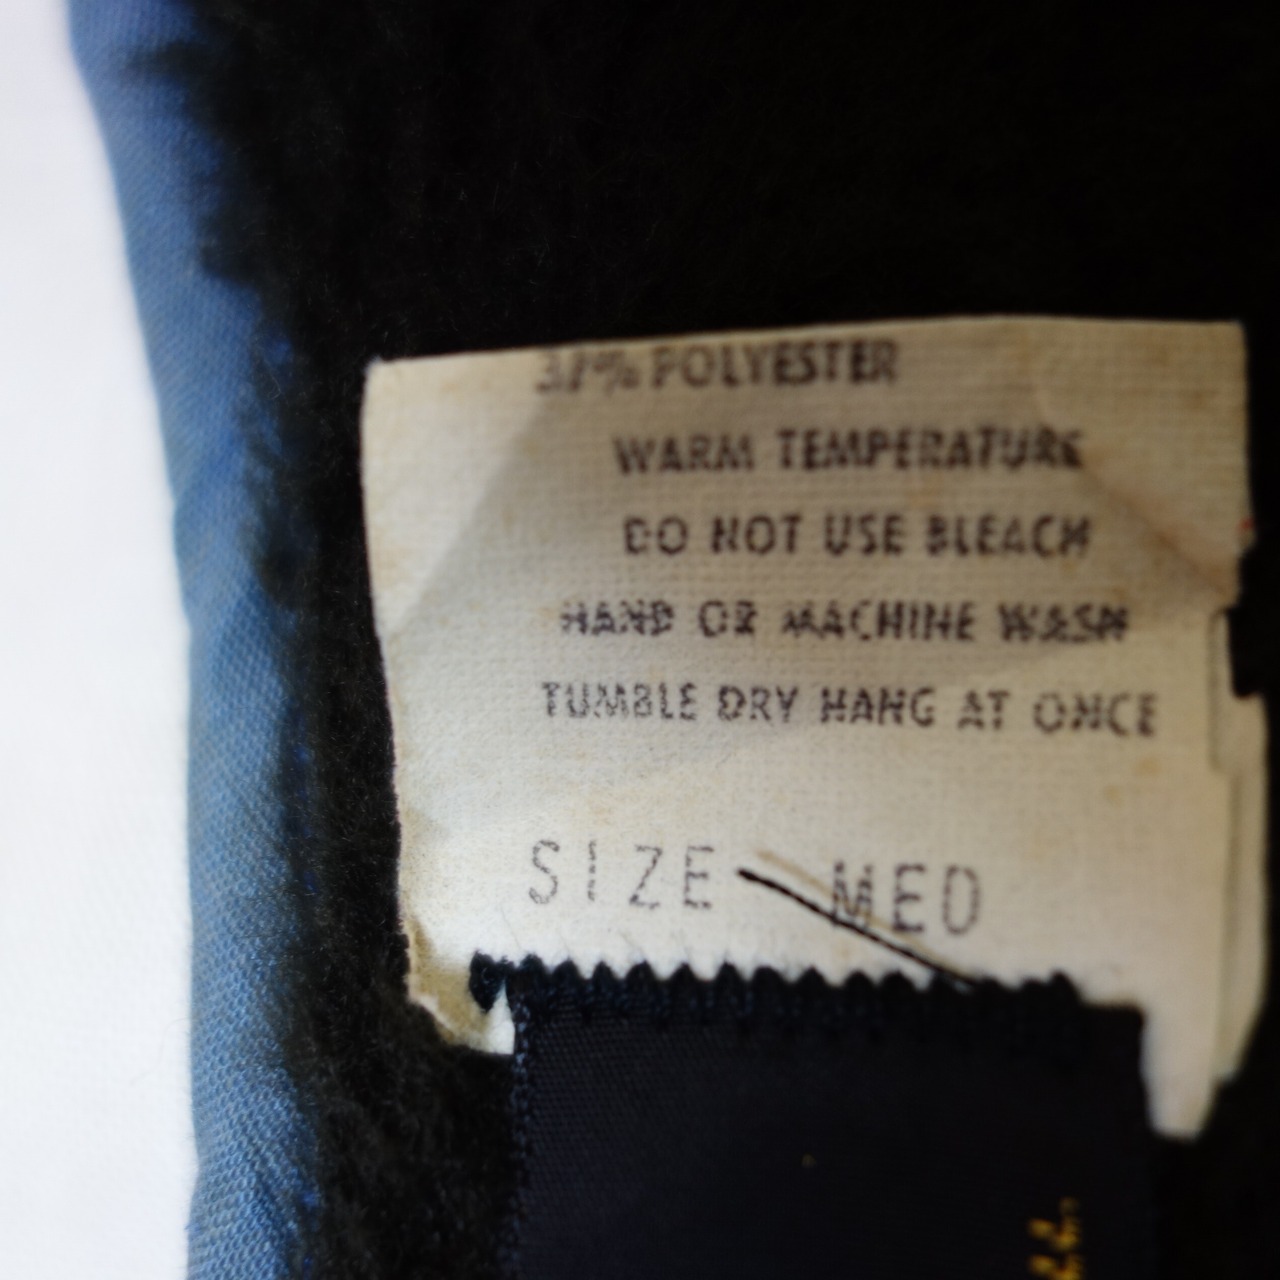 37% POLYESTER
WARM TEMPERATURE
DO NOT USE BLEACH
HAND OR MACHINE WASH
TUMBLE DRY HANG AT ONCE
SIZE MED